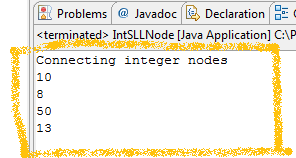 Problems @ Javadoc Declaration
<terminated> IntSLLNode [Java Application] C:\P
Connecting integer nodes
10
8
50
13